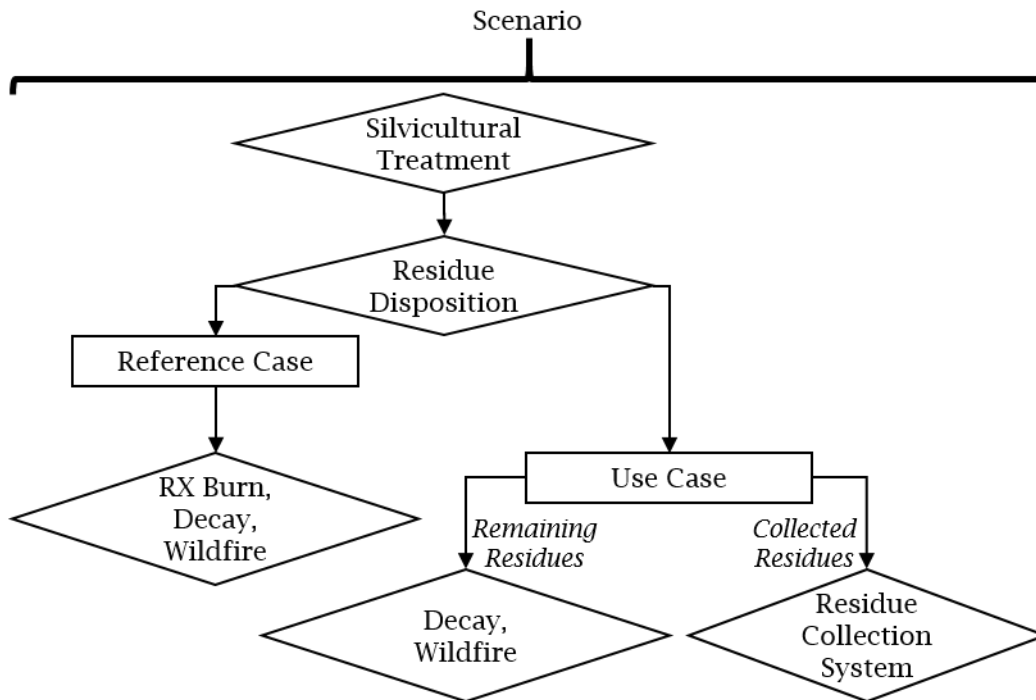 Scenario
Silvicultural
Treatment
Residue
Disposition
Reference Case
RX Burn,
Decay,
Wildfire
Use Case
Remaining
Residues
Collected
Residues
Decay,
Wildfire
Residue
Collection
System